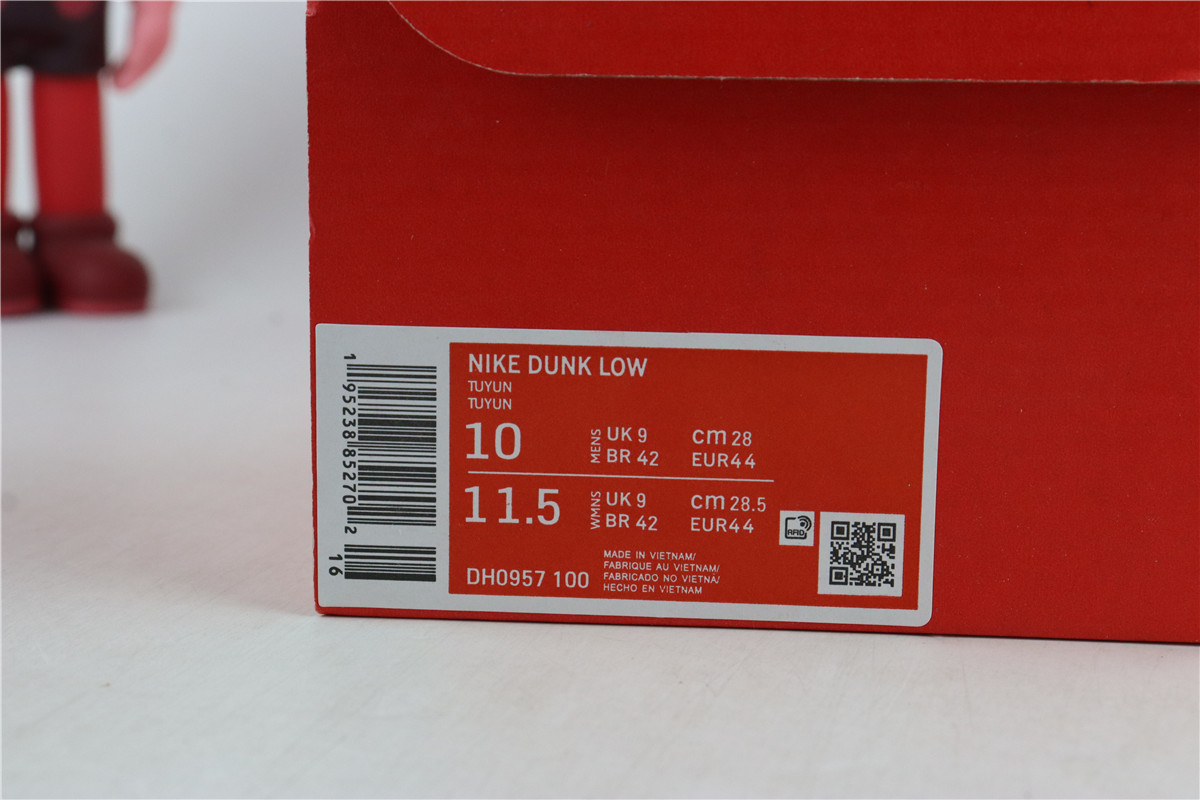 NIKE DUNK LOW
TUYUN
TUYUN
10
MENS
UK 9 cm 28
BR 42 EUR44
11.5
WMNS
UK 9 cm 28.5
BR 42 EUR44
DH0957 100
MADE IN VIETNAM/
FABRIQUE AU VIETNAM/
FABRICADO NO VIETNA/
HECHO EN VIETNAM
RFID
1 95238 85270 2
16